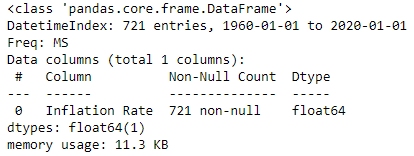 <class 'pandas.core.frame.DataFrame'>
DatetimeIndex: 721 entries, 1960-01-01 to 2020-01-01
Freq: MS
Data columns (total 1 columns):
 #   Column          Non-Null Count  Dtype
---  ------          --------------  -----
 0   Inflation Rate  721 non-null    float64
dtypes: float64(1)
memory usage: 11.3 KB